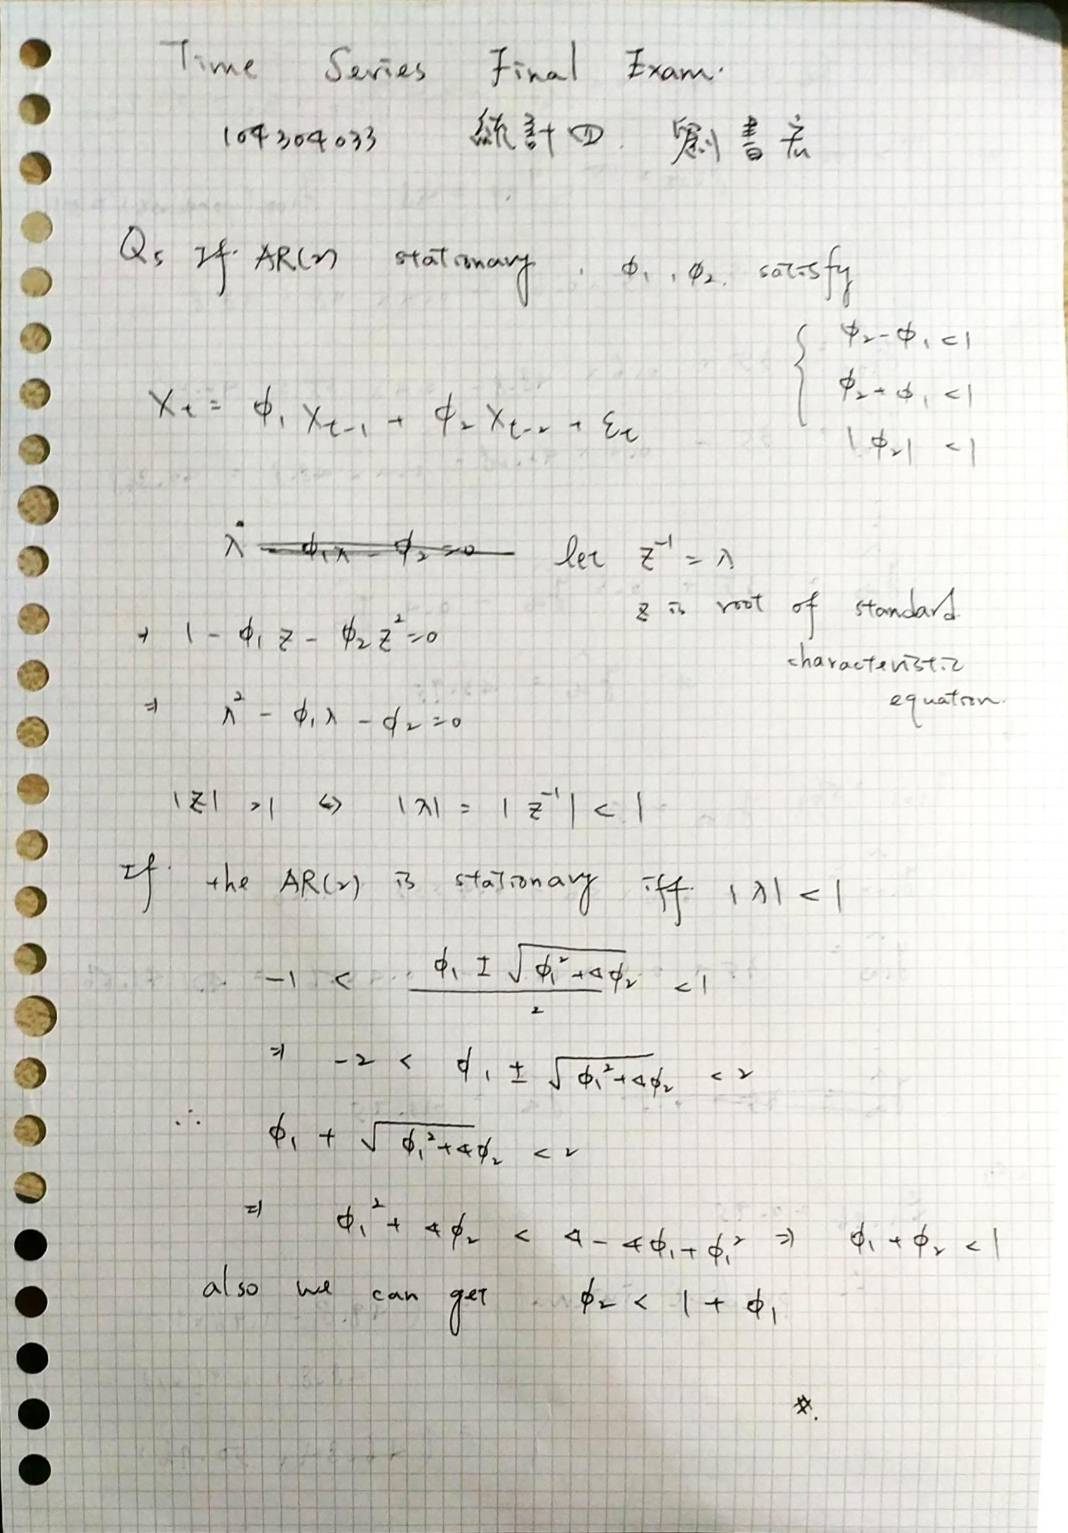 Time Series Final Exam.
104304033 統計四 劉書宏
Q5 If AR(2) stationary, ϕ₁, ϕ₂ satisfy
{ ϕ₂-ϕ₁ <1
ϕ₂+ϕ₁ <1
|ϕ₂| <1
Xt = ϕ₁ Xt-1 + ϕ₂ Xt-2 + εt
λ² - ϕ₁λ - ϕ₂ =0 let z⁻¹ = λ
z is root of standard
characteristic
equation.
→ 1 - ϕ₁ z - ϕ₂ z² =0
⇒ λ² - ϕ₁λ - ϕ₂ =0
|z| >1 ⇔ |λ| = |z⁻¹| < 1
If the AR(2) is stationary iff |λ| < 1
-1 < (ϕ₁ ± √(ϕ₁²+4ϕ₂))/2 <1
⇒ -2 < ϕ₁ ± √(ϕ₁²+4ϕ₂) < 2
∴ ϕ₁ + √(ϕ₁²+4ϕ₂) < 2
⇒ ϕ₁² + 4ϕ₂ < 4 - 4ϕ₁ + ϕ₁² ⇒ ϕ₁ + ϕ₂ < 1
also we can get ϕ₂ < 1 + ϕ₁
※.